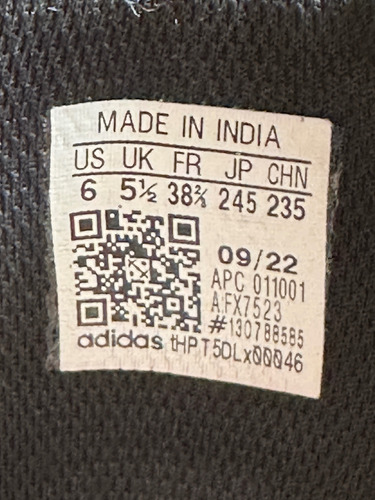 MADE IN INDIA
US UK FR JP CHN
6 5½ 38⅔ 245 235
09/22
APC 011001
A.FX7523
#130788585
adidas tHPT5DLx00046